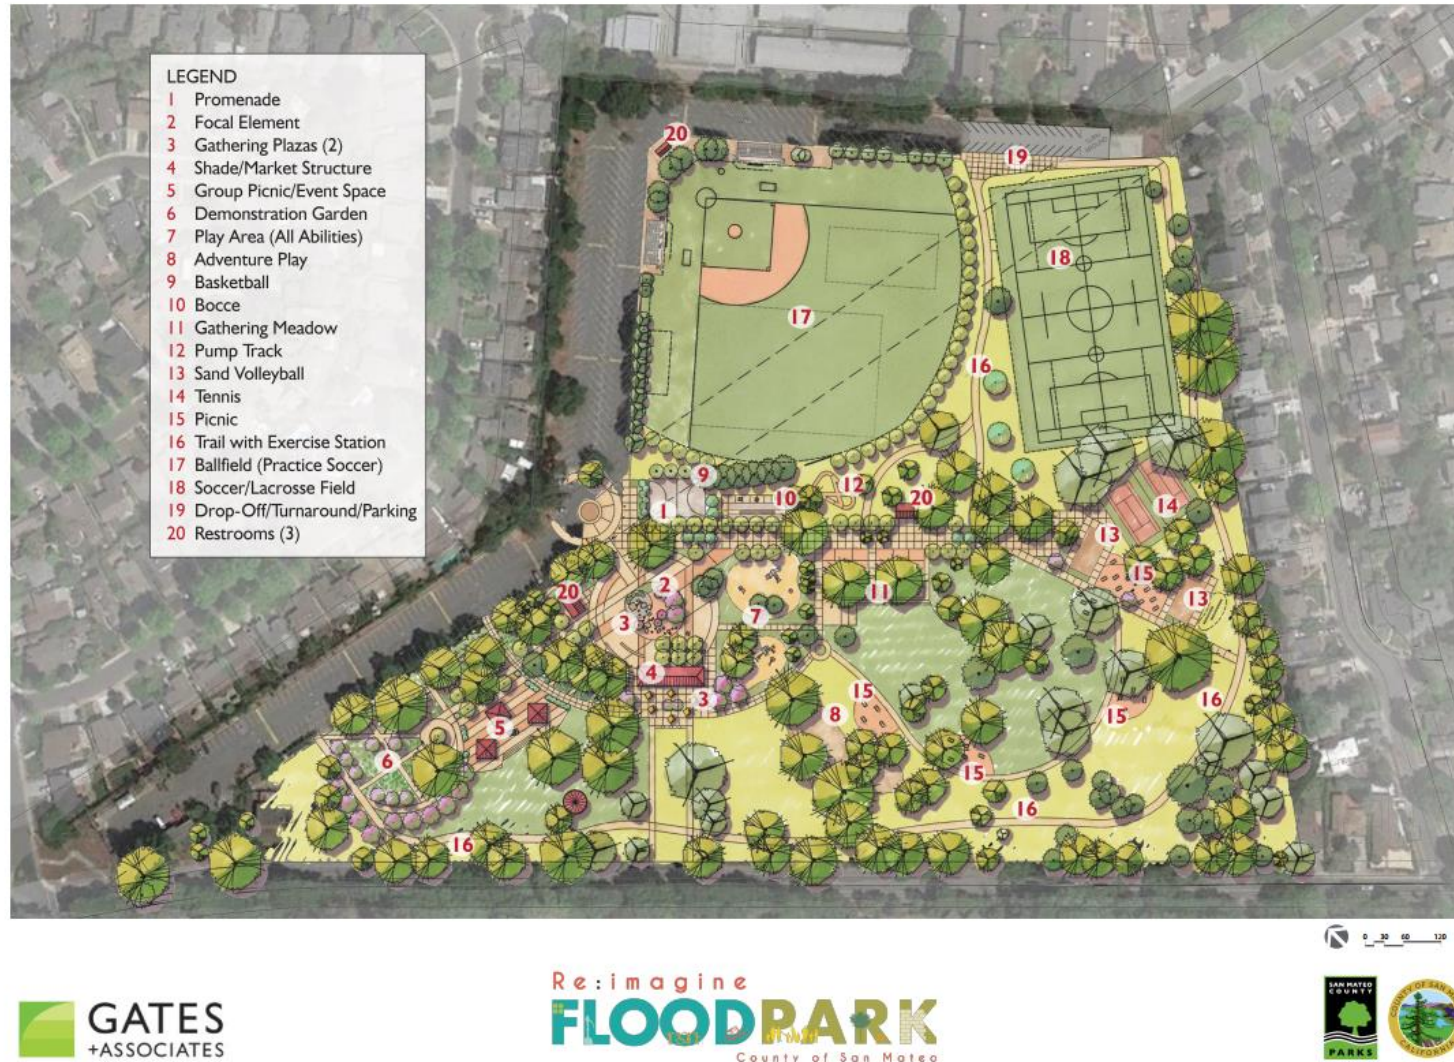 LEGEND
1 Promenade
2 Focal Element
3 Gathering Plazas (2)
4 Shade/Market Structure
5 Group Picnic/Event Space
6 Demonstration Garden
7 Play Area (All Abilities)
8 Adventure Play
9 Basketball
10 Bocce
11 Gathering Meadow
12 Pump Track
13 Sand Volleyball
14 Tennis
15 Picnic
16 Trail with Exercise Station
17 Ballfield (Practice Soccer)
18 Soccer/Lacrosse Field
19 Drop-Off/Turnaround/Parking
20 Restrooms (3)
20
19
18
17
16
9
12
10
20
1
14
13
15
13
20
2
11
3
7
4
15
3
16
8
15
5
6
15
16
16
0 30 60 120
GATES
+ASSOCIATES
Re:imagine
FLOODPARK
County of San Mateo
SAN MATEO
COUNTY
PARKS
COUNTY OF SAN
CALIFORNIA